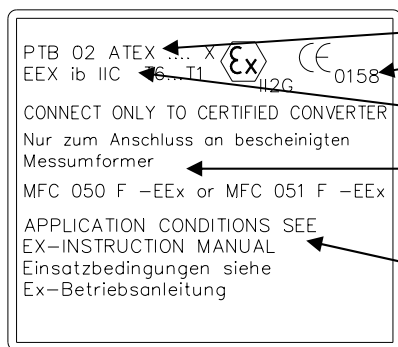 PTB 02 ATEX .... X Ex CE 0158
EEX ib IIC T6...T1 II2G
CONNECT ONLY TO CERTIFIED CONVERTER
Nur zum Anschluss an bescheinigten
Messumformer
MFC 050 F -EEx or MFC 051 F -EEx
APPLICATION CONDITIONS SEE
EX-INSTRUCTION MANUAL
Einsatzbedingungen siehe
Ex-Betriebsanleitung